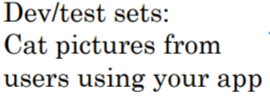 Dev/test sets:
Cat pictures from
users using your app